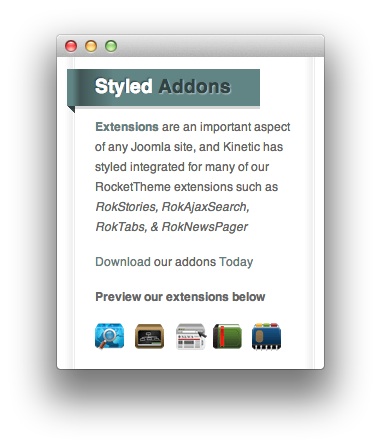 Styled Addons
Extensions are an important aspect
of any Joomla site, and Kinetic has
styled integrated for many of our
RocketTheme extensions such as
RokStories, RokAjaxSearch,
RokTabs, & RokNewsPager
Download our addons Today
Preview our extensions below